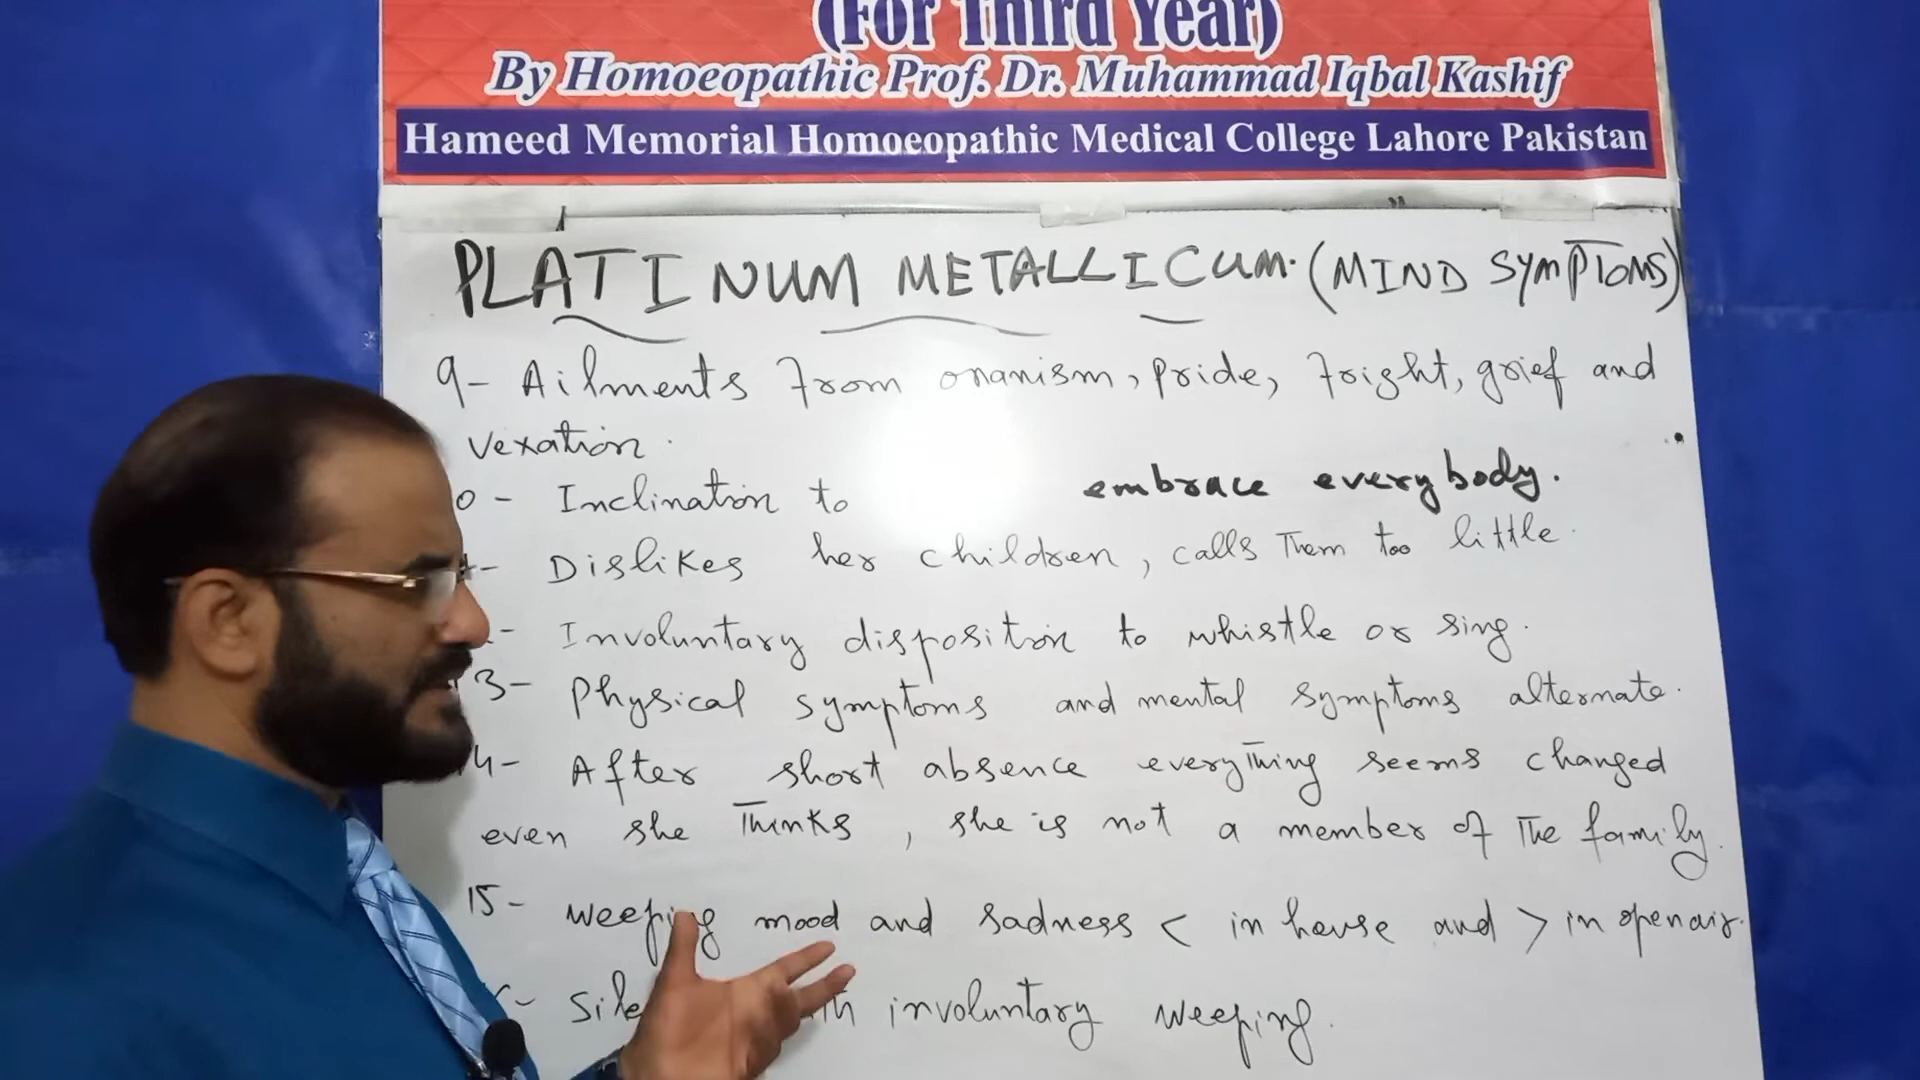 (For Third Year)
By Homoeopathic Prof. Dr. Muhammad Iqbal Kashif
Hameed Memorial Homoeopathic Medical College Lahore Pakistan
PLATINUM METALLICUM. (MIND SYMPTOMS)
9- Ailments from onanism, pride, fright, grief and
vexation.
0- Inclination to embrace everybody.
- Dislikes her children, calls Them too little.
- Involuntary disposition to whistle or sing.
3- Physical symptoms and mental symptoms alternate.
4- After short absence everyThing seems changed
even she Thinks, she is not a member of The family.
15- weeping mood and sadness < in house and > in open air.
- involuntary weeping.